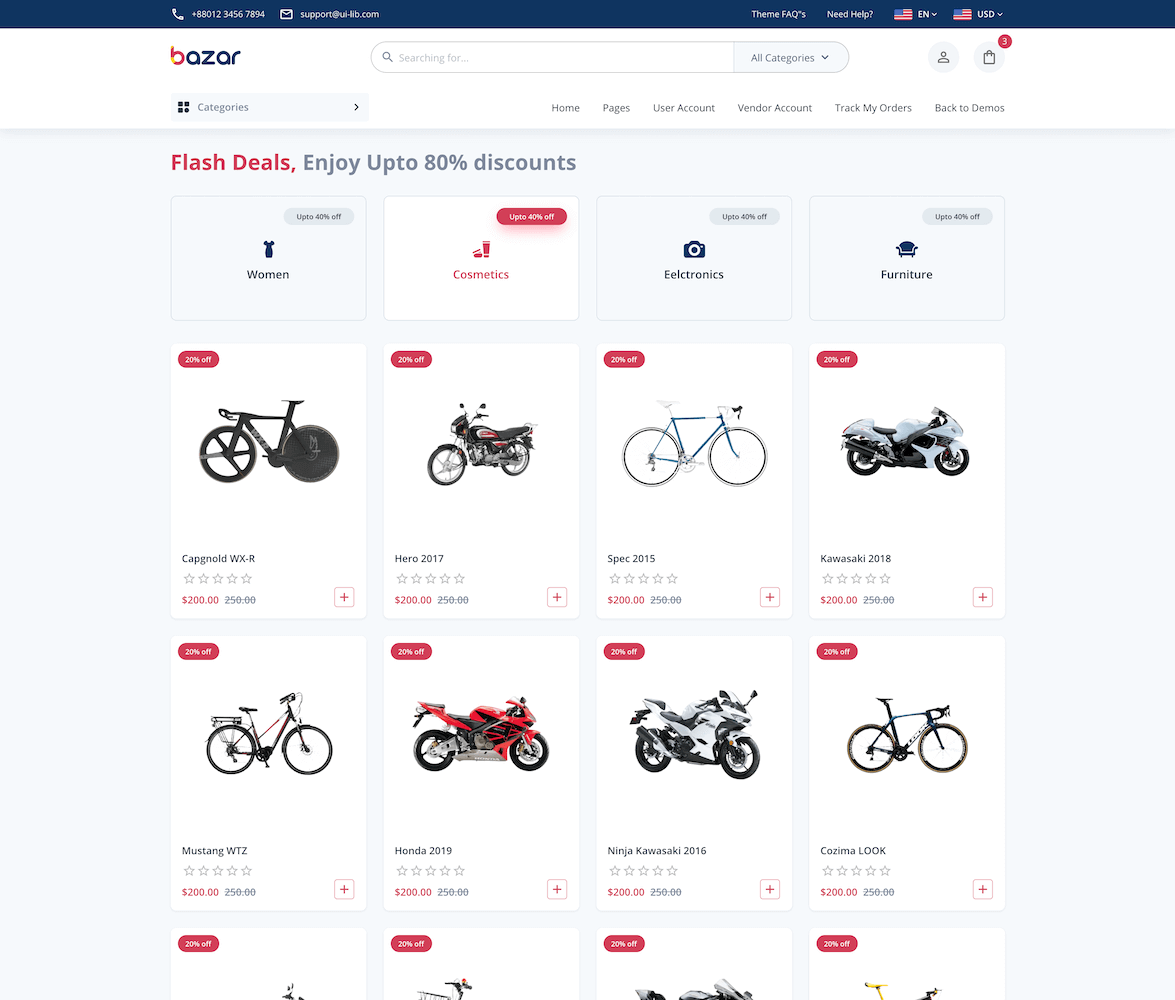 +88012 3456 7894 support@ui-lib.com Theme FAQ"s Need Help? EN USD
bazar Searching for... All Categories 3
Categories Home Pages User Account Vendor Account Track My Orders Back to Demos
Flash Deals, Enjoy Upto 80% discounts
Upto 40% off Upto 40% off Upto 40% off Upto 40% off
Women Cosmetics Eelctronics Furniture
20% off 20% off 20% off 20% off
Capgnold WX-R Hero 2017 Spec 2015 Kawasaki 2018
$200.00 250.00 $200.00 250.00 $200.00 250.00 $200.00 250.00
20% off 20% off 20% off 20% off
HONDA
Mustang WTZ Honda 2019 Ninja Kawasaki 2016 Cozima LOOK
$200.00 250.00 $200.00 250.00 $200.00 250.00 $200.00 250.00
20% off 20% off 20% off 20% off